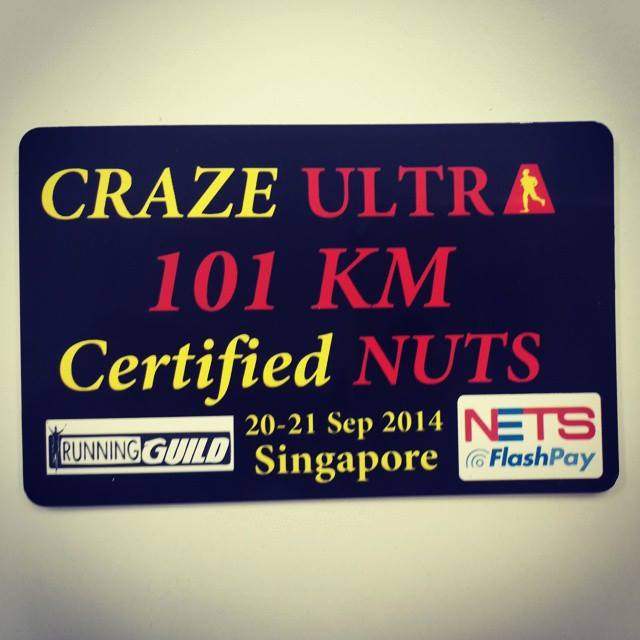 CRAZE ULTRA
101 KM
Certified NUTS
RUNNING GUILD
20-21 Sep 2014
Singapore
NETS
FlashPay